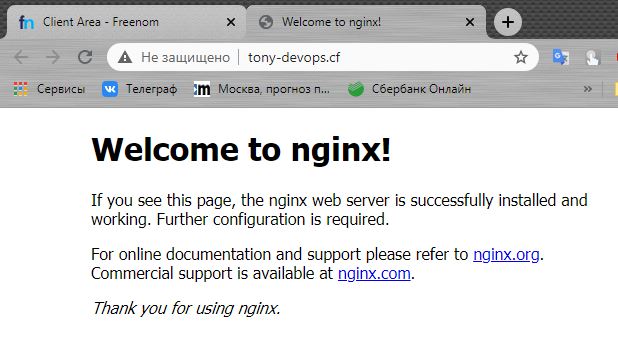 fn Client Area - Freenom
Welcome to nginx!
Не защищено
tony-devops.cf
Сервисы
Телеграф
Москва, прогноз п...
Сбербанк Онлайн
»
Welcome to nginx!
If you see this page, the nginx web server is successfully installed and
working. Further configuration is required.
For online documentation and support please refer to nginx.org.
Commercial support is available at nginx.com.
Thank you for using nginx.